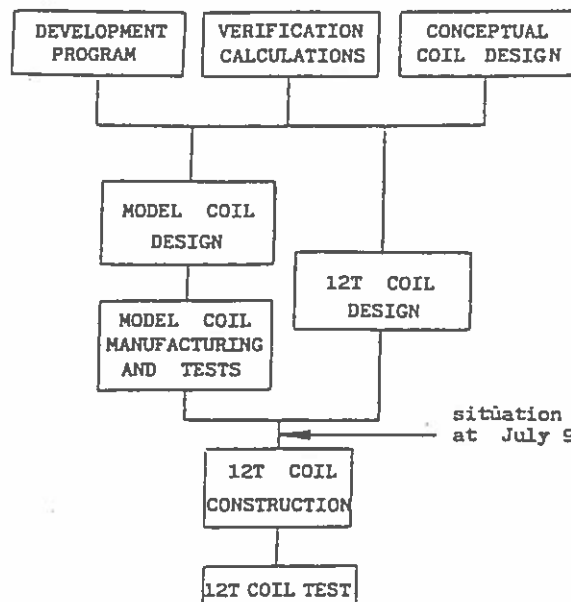 DEVELOPMENT
PROGRAM
VERIFICATION
CALCULATIONS
CONCEPTUAL
COIL DESIGN
MODEL COIL
DESIGN
12T COIL
DESIGN
MODEL COIL
MANUFACTURING
AND TESTS
situation
at July 9
12T COIL
CONSTRUCTION
12T COIL TEST